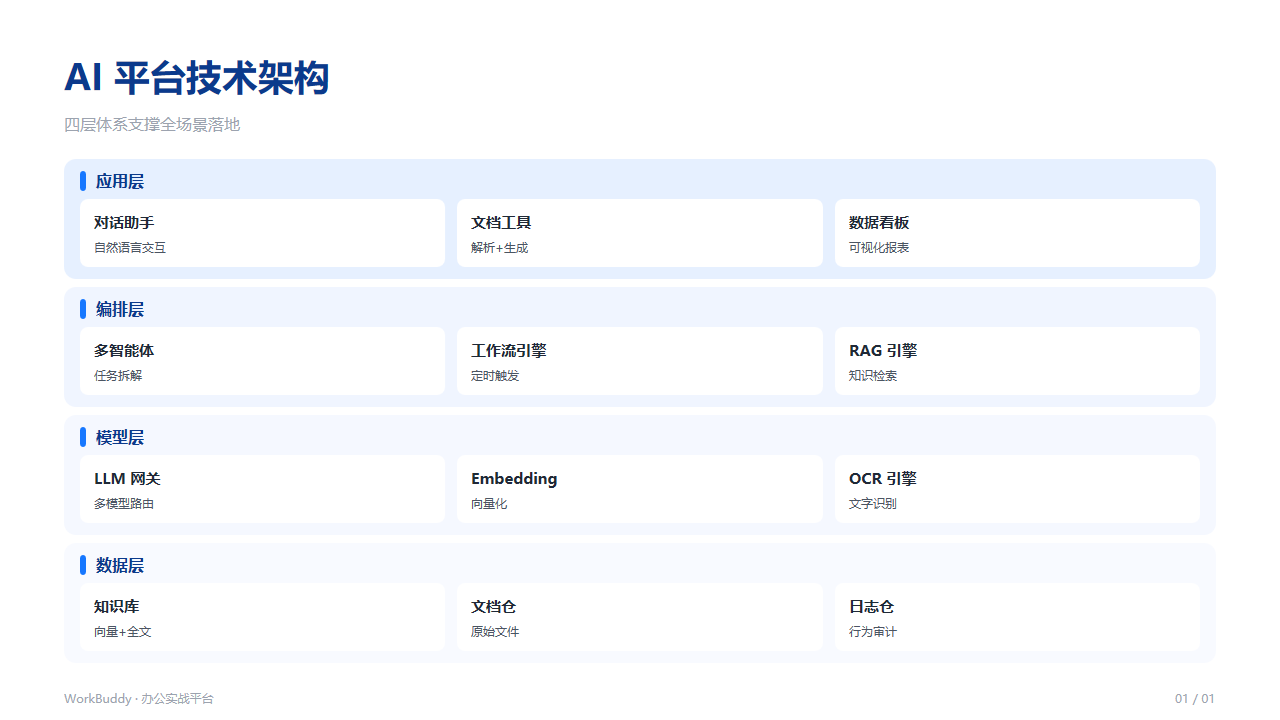 AI 平台技术架构
四层体系支撑全场景落地
应用层
对话助手
自然语言交互
文档工具
解析+生成
数据看板
可视化报表
编排层
多智能体
任务拆解
工作流引擎
定时触发
RAG 引擎
知识检索
模型层
LLM 网关
多模型路由
Embedding
向量化
OCR 引擎
文字识别
数据层
知识库
向量+全文
文档仓
原始文件
日志仓
行为审计
WorkBuddy · 办公实战平台
01 / 01